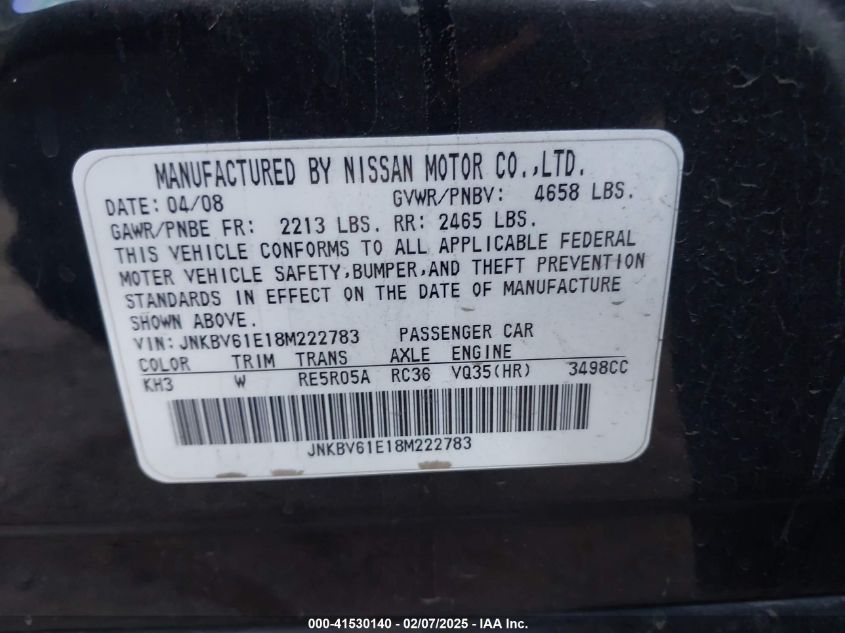 MANUFACTURED BY NISSAN MOTOR CO.,LTD.
DATE: 04/08 GVWR/PNBV: 4658 LBS.
GAWR/PNBE FR: 2213 LBS. RR: 2465 LBS.
THIS VEHICLE CONFORMS TO ALL APPLICABLE FEDERAL
MOTER VEHICLE SAFETY,BUMPER,AND THEFT PREVENTION
STANDARDS IN EFFECT ON THE DATE OF MANUFACTURE
SHOWN ABOVE.
VIN: JNKBV61E18M222783 PASSENGER CAR
COLOR TRIM TRANS AXLE ENGINE
KH3 W RE5R05A RC36 VQ35(HR) 3498CC
JNKBV61E18M222783
000-41530140 - 02/07/2025 - IAA Inc.